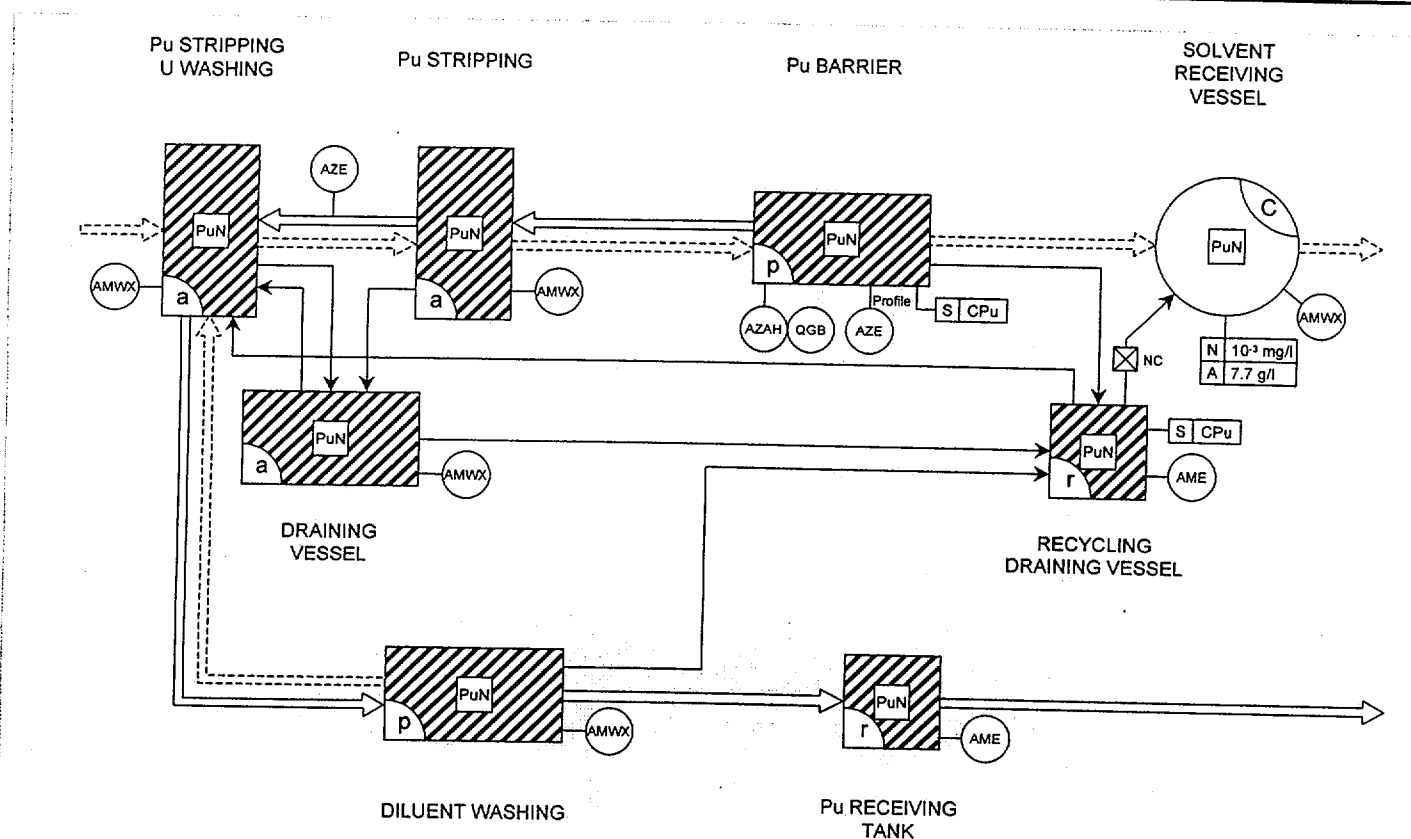 Pu STRIPPING
U WASHING
Pu STRIPPING
Pu BARRIER
SOLVENT
RECEIVING
VESSEL
AZE
C
PuN
PuN
PuN
PuN
p
a
AMWX
a
AMWX
Profile
S CPu
AMWX
AZAH
QGB
AZE
NC
N 10⁻³ mg/l
A 7.7 g/l
PuN
a
AMWX
PuN
r
S CPu
AME
DRAINING
VESSEL
RECYCLING
DRAINING VESSEL
PuN
p
AMWX
PuN
r
AME
DILUENT WASHING
Pu RECEIVING
TANK